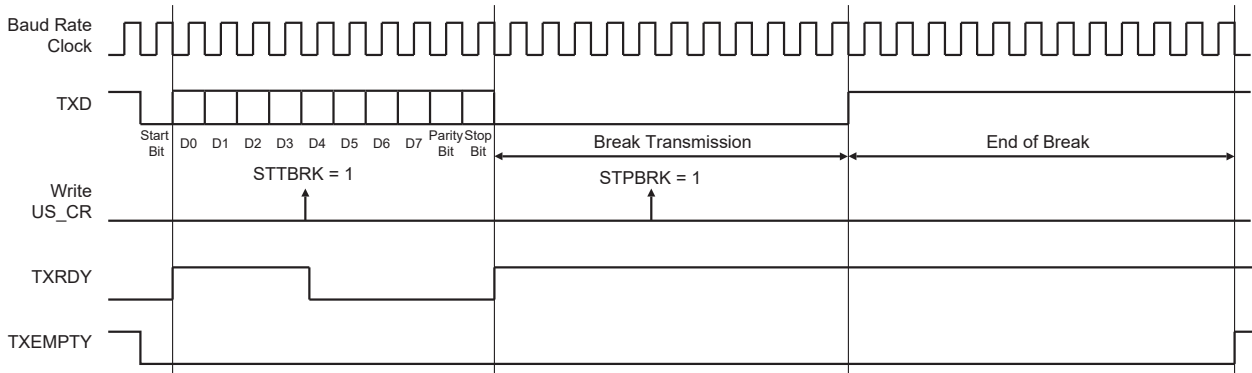 Baud Rate
Clock
TXD
Start
Bit
D0 D1 D2 D3 D4 D5 D6 D7
Parity
Bit
Stop
Bit
Break Transmission
End of Break
STTBRK = 1
STPBRK = 1
Write
US_CR
TXRDY
TXEMPTY